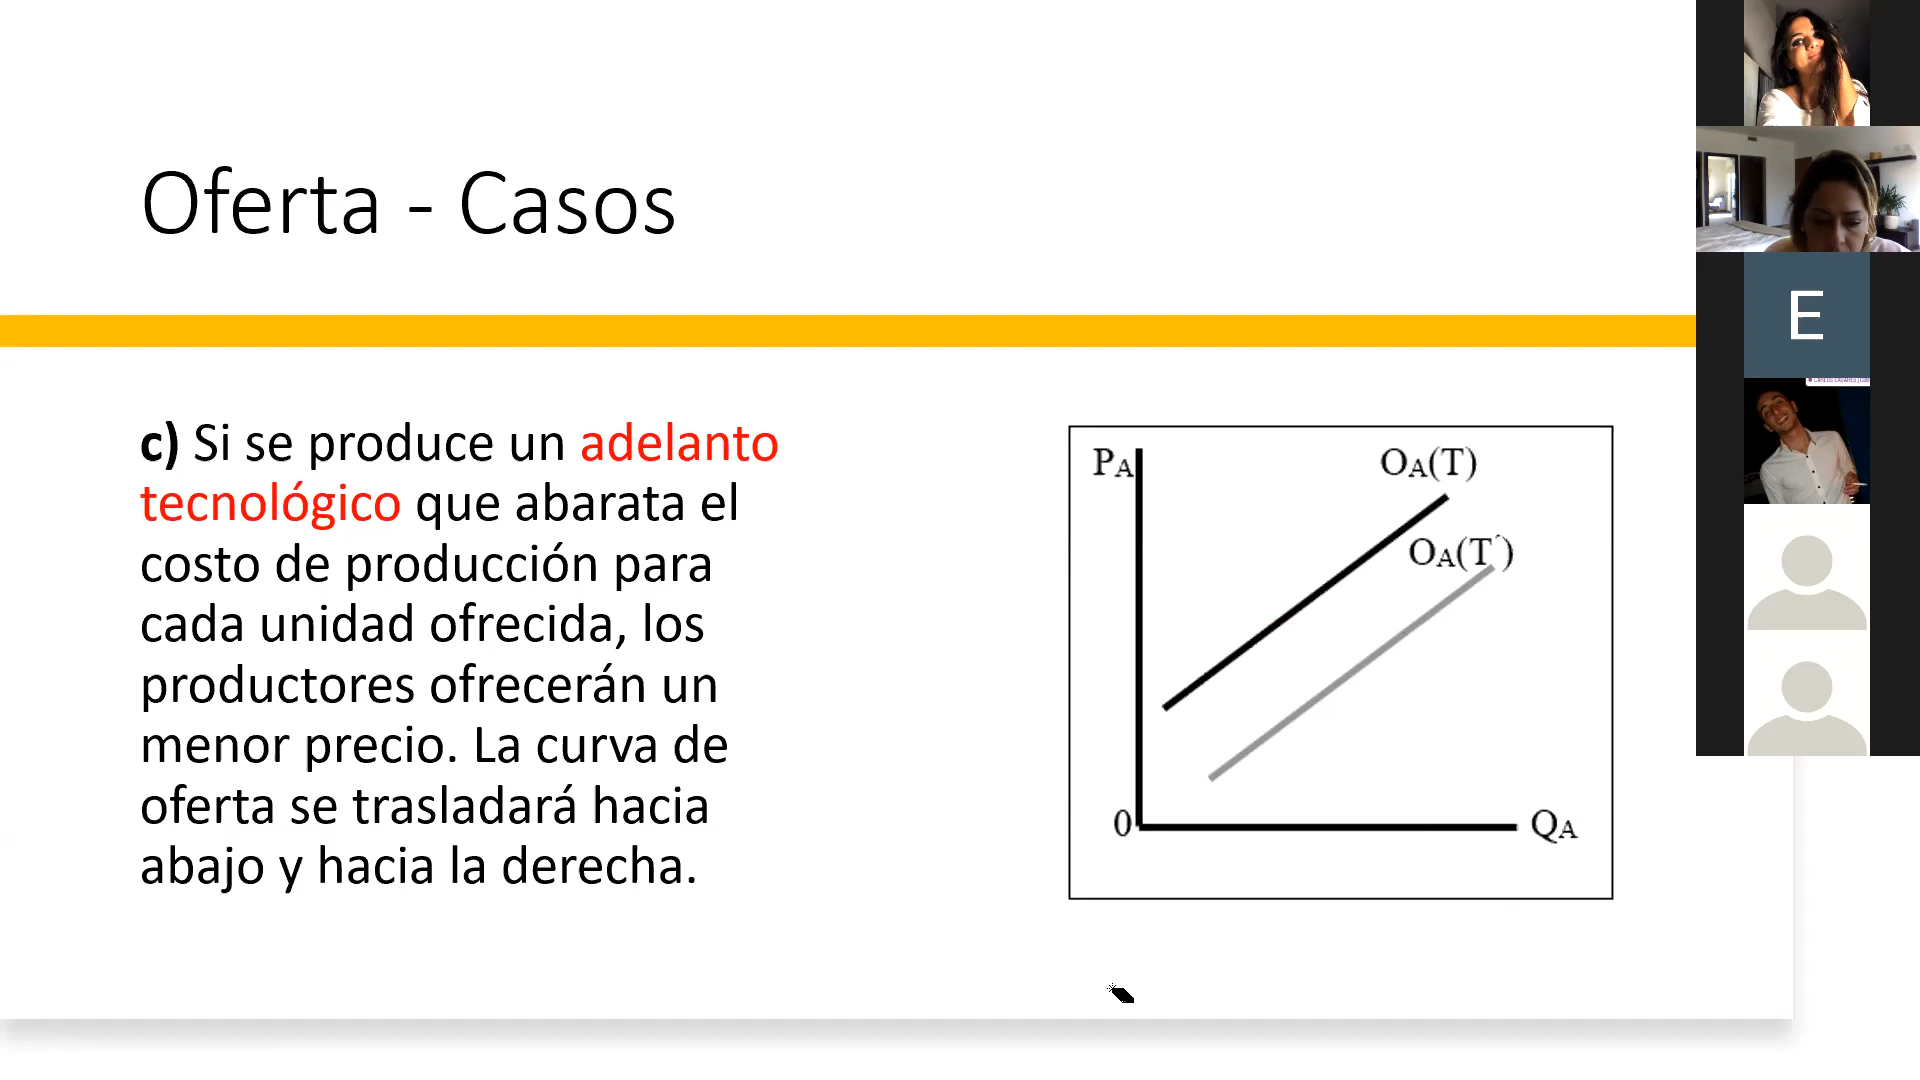 Oferta - Casos
c) Si se produce un adelanto
tecnológico que abarata el
costo de producción para
cada unidad ofrecida, los
productores ofrecerán un
menor precio. La curva de
oferta se trasladará hacia
abajo y hacia la derecha.
PA
OA(T)
OA(T´)
0
QA
E